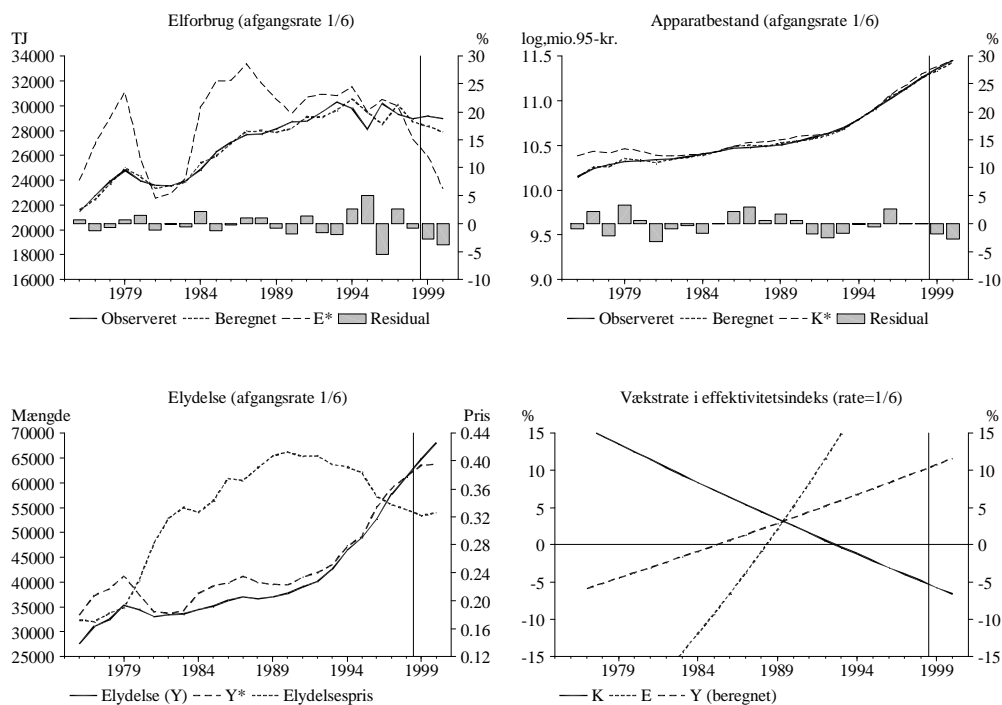 Elforbrug (afgangsrate 1/6)
TJ %
34000 30
32000 25
30000 20
28000 15
26000 10
24000 5
22000 0
20000 -5
18000 -10
16000
1979 1984 1989 1994 1999
Observeret Beregnet E* Residual
Apparatbestand (afgangsrate 1/6)
log,mio.95-kr. %
11.5 30
11.0 25
10.5 20
10.0 15
9.5 10
9.0 5
0
-5
-10
1979 1984 1989 1994 1999
Observeret Beregnet K* Residual
Elydelse (afgangsrate 1/6)
Mængde Pris
70000 0.44
65000 0.40
60000 0.36
55000 0.32
50000 0.28
45000 0.24
40000 0.20
35000 0.16
30000 0.12
25000
1979 1984 1989 1994 1999
Elydelse (Y) Y* Elydelsespris
Vækstrate i effektivitetsindeks (rate=1/6)
% %
15 15
10 10
5 5
0 0
-5 -5
-10 -10
-15 -15
1979 1984 1989 1994 1999
K E Y (beregnet)